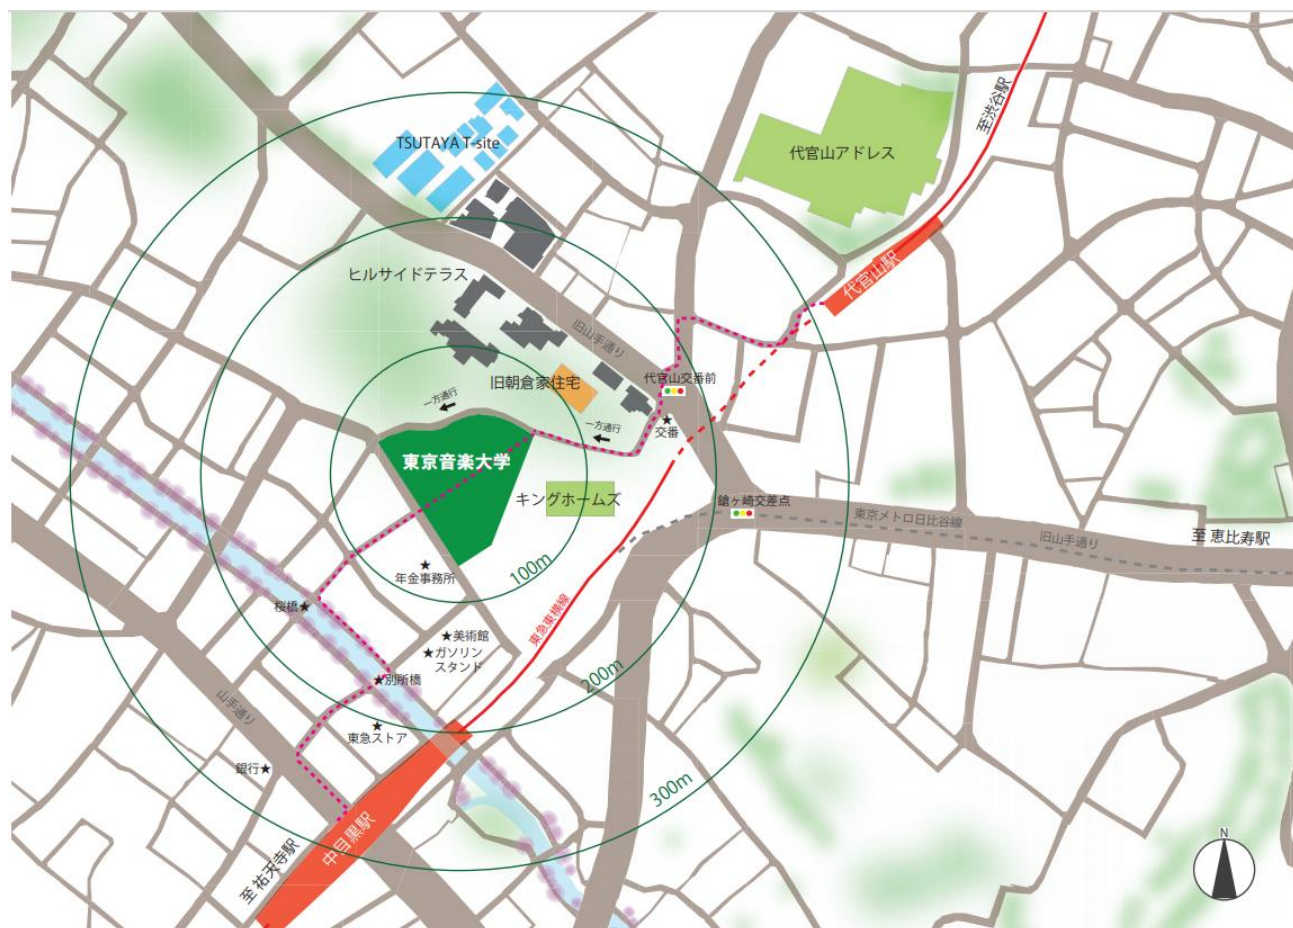 至渋谷駅
TSUTAYA T-site
代官山アドレス
ヒルサイドテラス
代官山駅
旧山手通り
旧朝倉家住宅
代官山交番前
一方通行
一方通行
★
交番
東京音楽大学
キングホームズ
鎗ヶ崎交差点
東京メトロ日比谷線
旧山手通り
至 恵比寿駅
★
年金事務所
100m
桜橋★
東急東横線
★美術館
★ガソリン
スタンド
★別所橋
200m
山手通り
★
東急ストア
銀行★
300m
中目黒駅
至 祐天寺駅
N